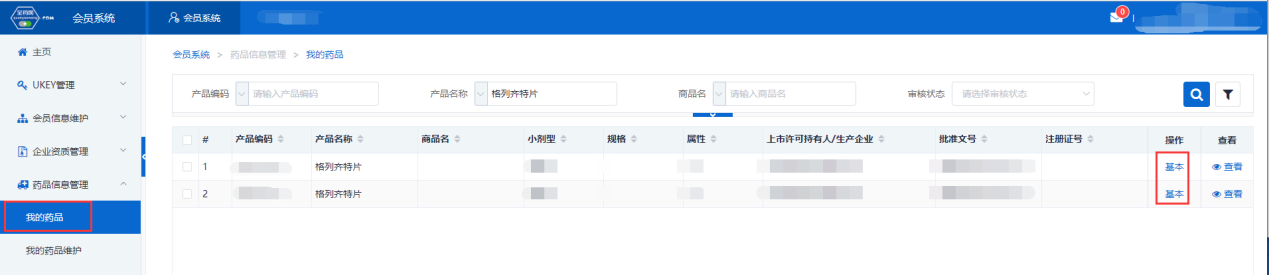 会员系统
会员系统
0
主页
UKEY管理
会员信息维护
企业资质管理
药品信息管理
我的药品
我的药品维护
会员系统 > 药品信息管理 > 我的药品
产品编码 请输入产品编码 产品名称 格列齐特片 商品名 请输入商品名 审核状态 请选择审核状态
# 产品编码 产品名称 商品名 小剂型 规格 属性 上市许可持有人/生产企业 批准文号 注册证号 操作 查看
1 格列齐特片 基本 查看
2 格列齐特片 基本 查看